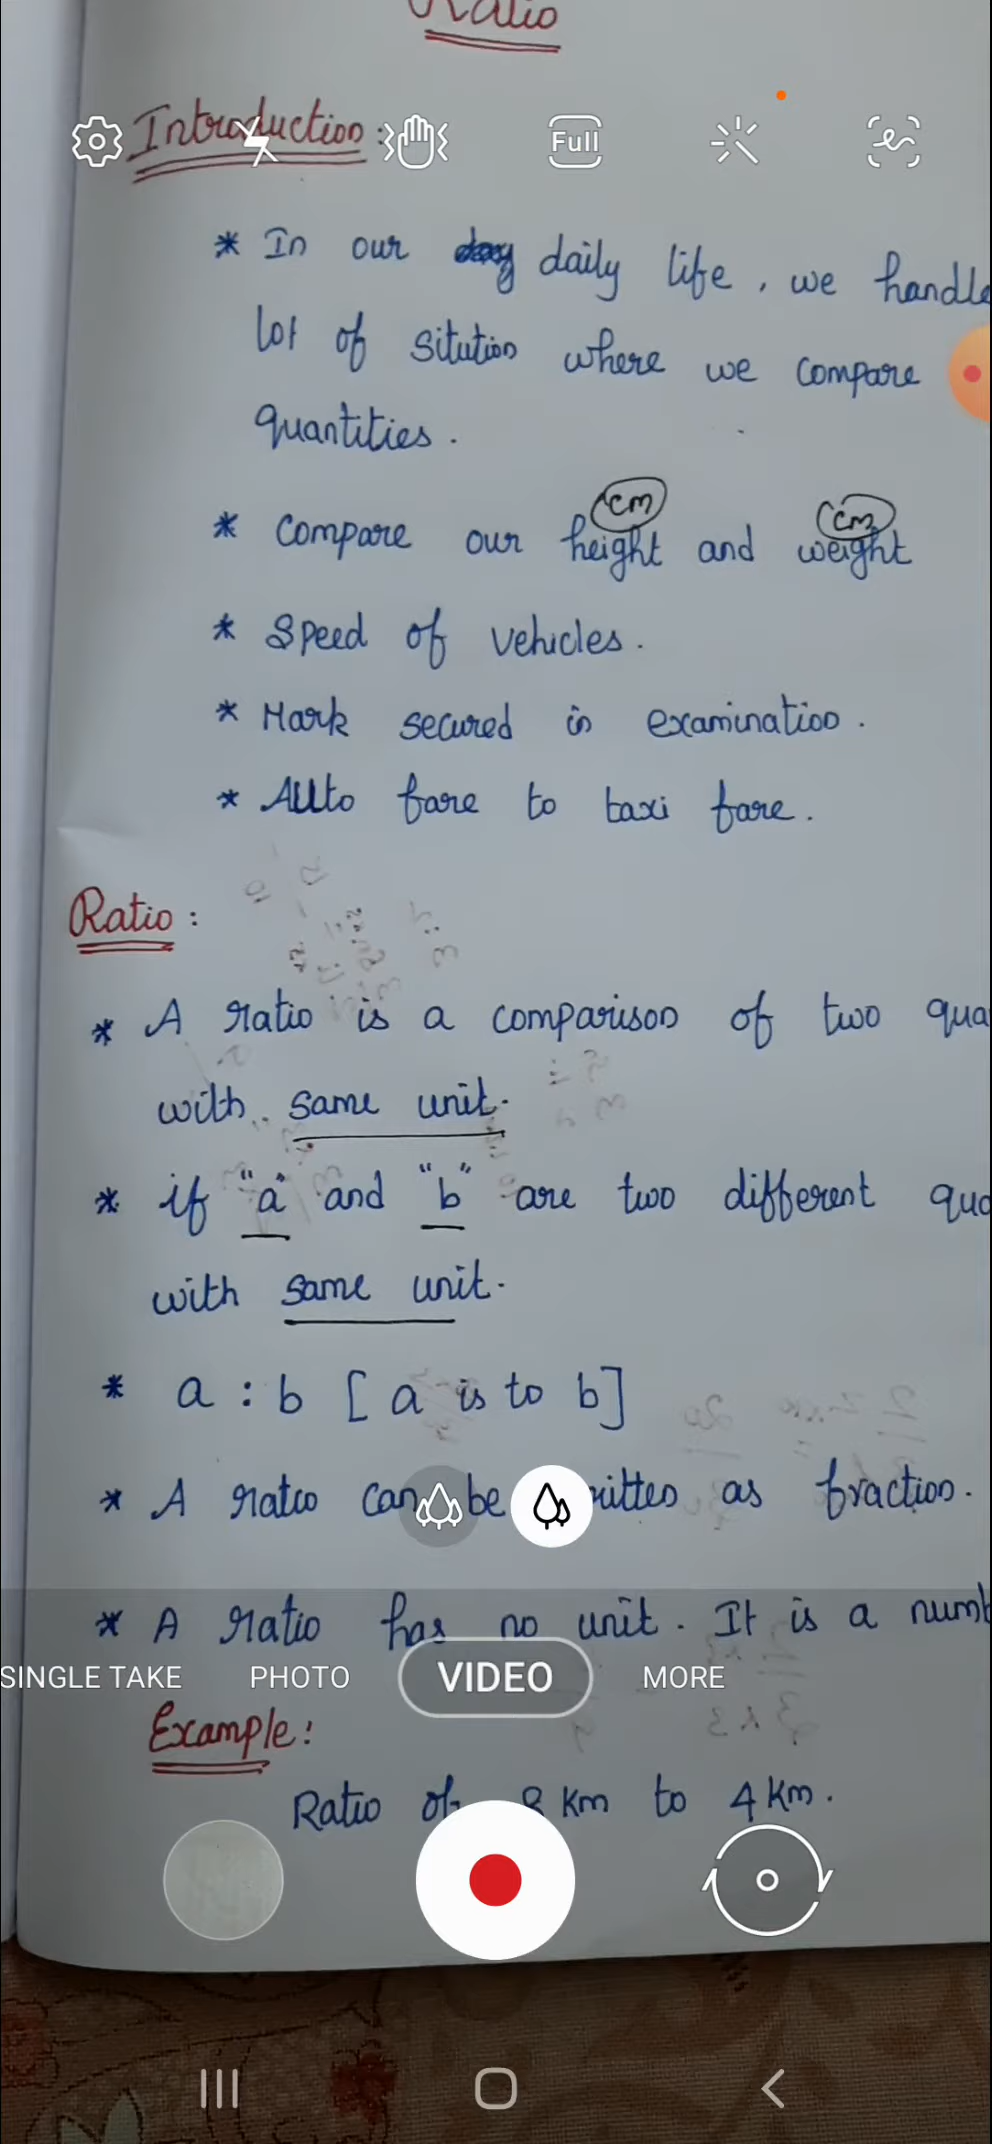 Ratio
Introduction :
Full
* In our daily life, we handle
lot of sitution where we compare
quantities.
cm cm
* Compare our height and weight
* Speed of vehicles.
* Mark secured in examination.
* Auto fare to taxi fare.
Ratio :
* A ratio is a comparison of two qua
with same unit.
* if "a" and "b" are two different qua
with same unit.
* a : b [a is to b]
* A ratio can be as fraction.
* A ratio has no unit. It is a numb
SINGLE TAKE PHOTO VIDEO MORE
Example :
Ratio of 8 km to 4 km.